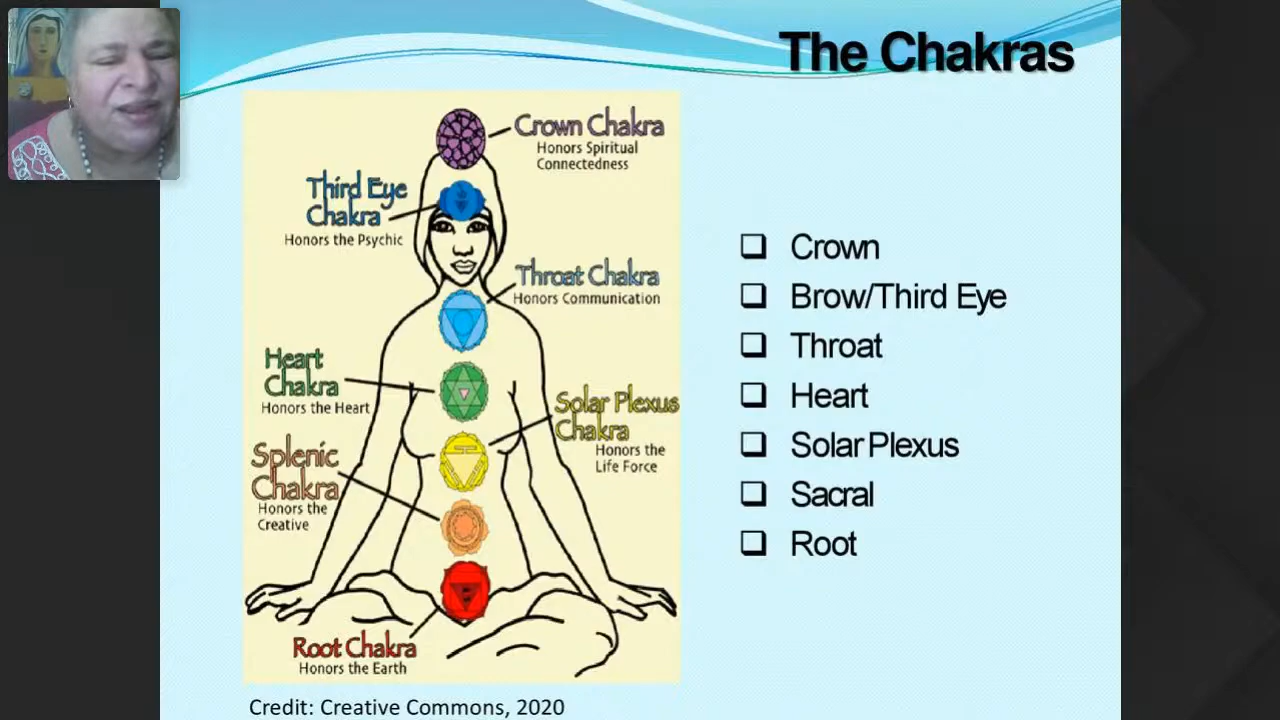 The Chakras
Crown Chakra
Honors Spiritual
Connectedness
Third Eye
Chakra
Honors the Psychic
Throat Chakra
Honors Communication
Heart
Chakra
Honors the Heart
Solar Plexus
Chakra
Honors the
Life Force
Splenic
Chakra
Honors the
Creative
Root Chakra
Honors the Earth
❑ Crown
❑ Brow/Third Eye
❑ Throat
❑ Heart
❑ Solar Plexus
❑ Sacral
❑ Root
Credit: Creative Commons, 2020